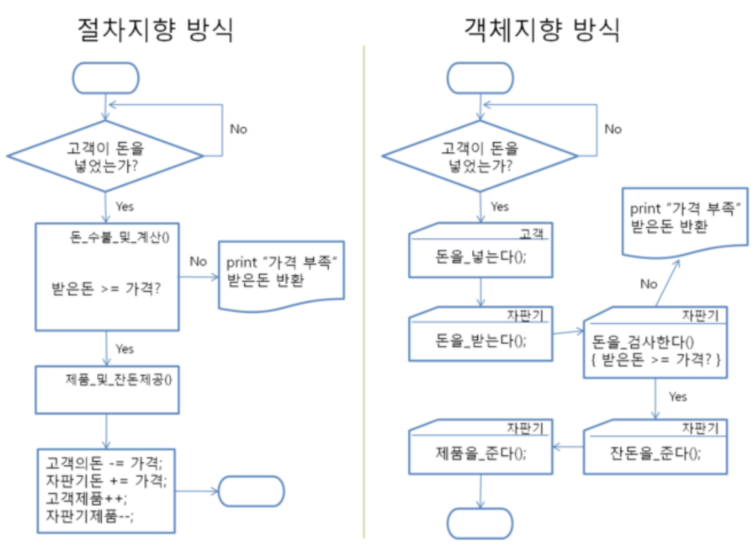 절차지향 방식
고객이 돈을
넣었는가?
No
Yes
돈_수불_및_계산()
받은돈 >= 가격?
No
print "가격 부족"
받은돈 반환
Yes
제품_및_잔돈제공()
고객의돈 -= 가격;
자판기돈 += 가격;
고객제품++;
자판기제품--;
객체지향 방식
고객이 돈을
넣었는가?
No
Yes
고객
돈을_넣는다();
자판기
돈을_받는다();
자판기
돈을_검사한다()
{ 받은돈 >= 가격? }
No
print "가격 부족"
받은돈 반환
Yes
자판기
잔돈을_준다();
자판기
제품을_준다();